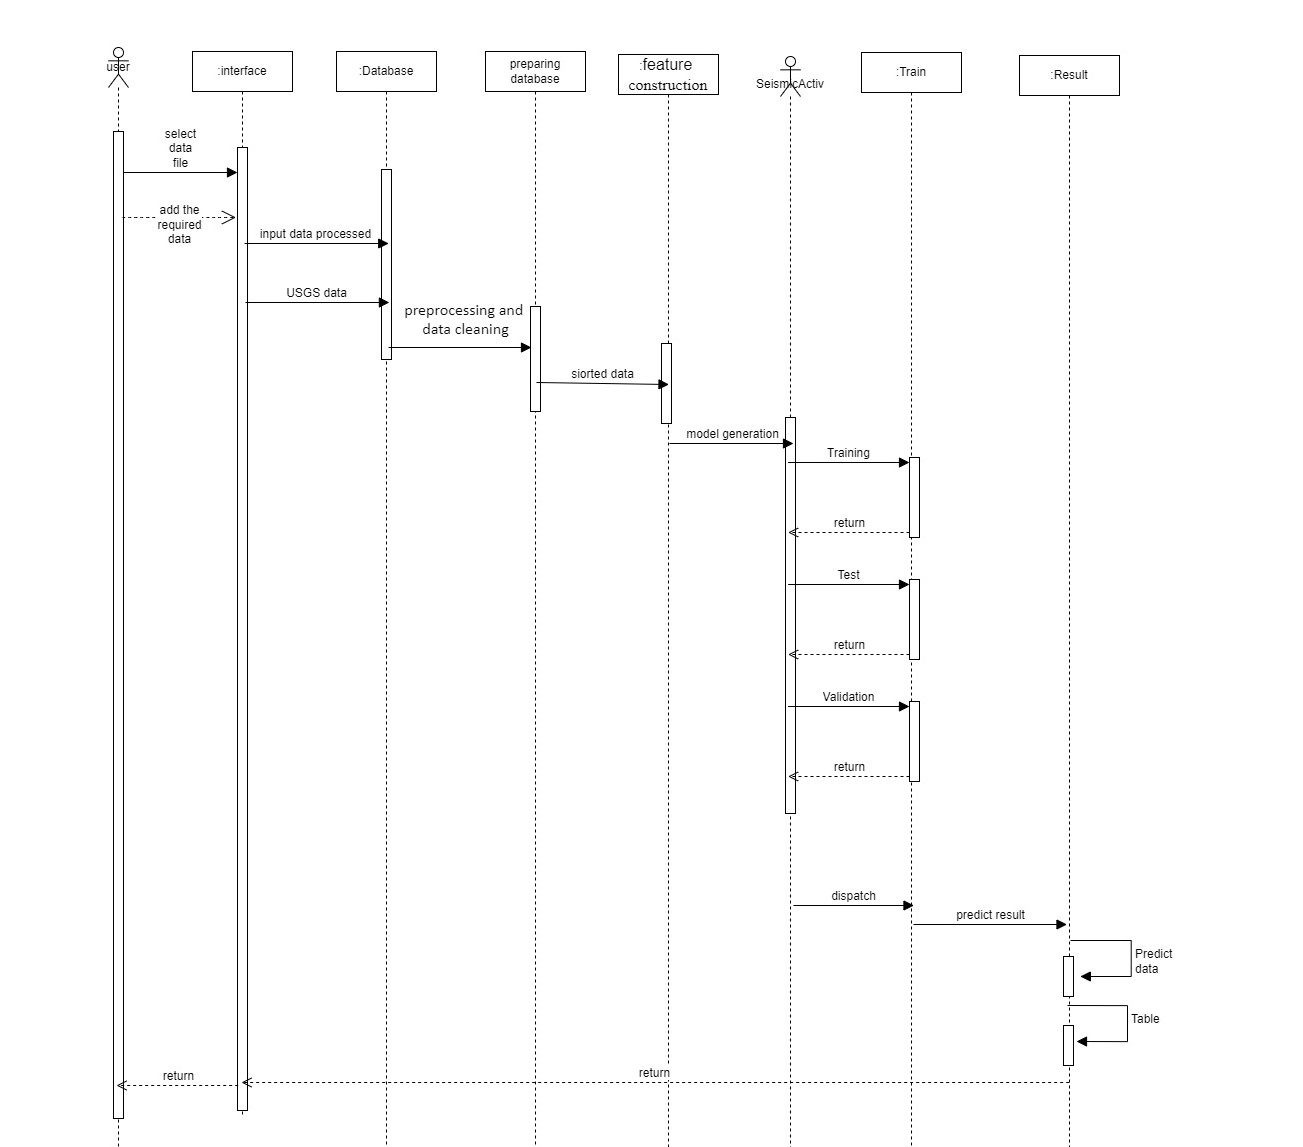 user
:interface
:Database
preparing
database
:feature
construction
SeismicActiv
:Train
:Result
select
data
file
add the
required
data
input data processed
USGS data
preprocessing and
data cleaning
siorted data
model generation
Training
return
Test
return
Validation
return
dispatch
predict result
Predict
data
Table
return
return